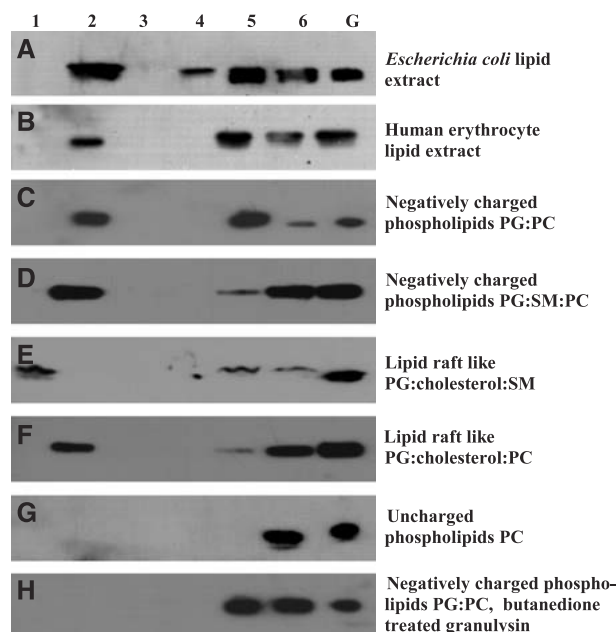 1 2 3 4 5 6 G
A
Escherichia coli lipid
extract
B
Human erythrocyte
lipid extract
C
Negatively charged
phospholipids PG:PC
D
Negatively charged
phospholipids PG:SM:PC
E
Lipid raft like
PG:cholesterol:SM
F
Lipid raft like
PG:cholesterol:PC
G
Uncharged
phospholipids PC
H
Negatively charged phospho–
lipids PG:PC, butanedione
treated granulysin